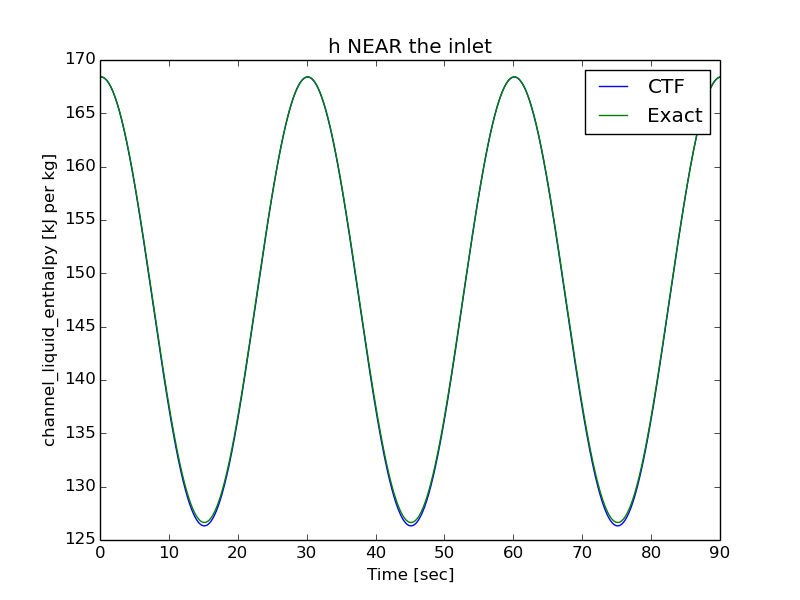 h NEAR the inlet
channel_liquid_enthalpy [kJ per kg]
170
165
160
155
150
145
140
135
130
125
CTF
Exact
0 10 20 30 40 50 60 70 80 90
Time [sec]